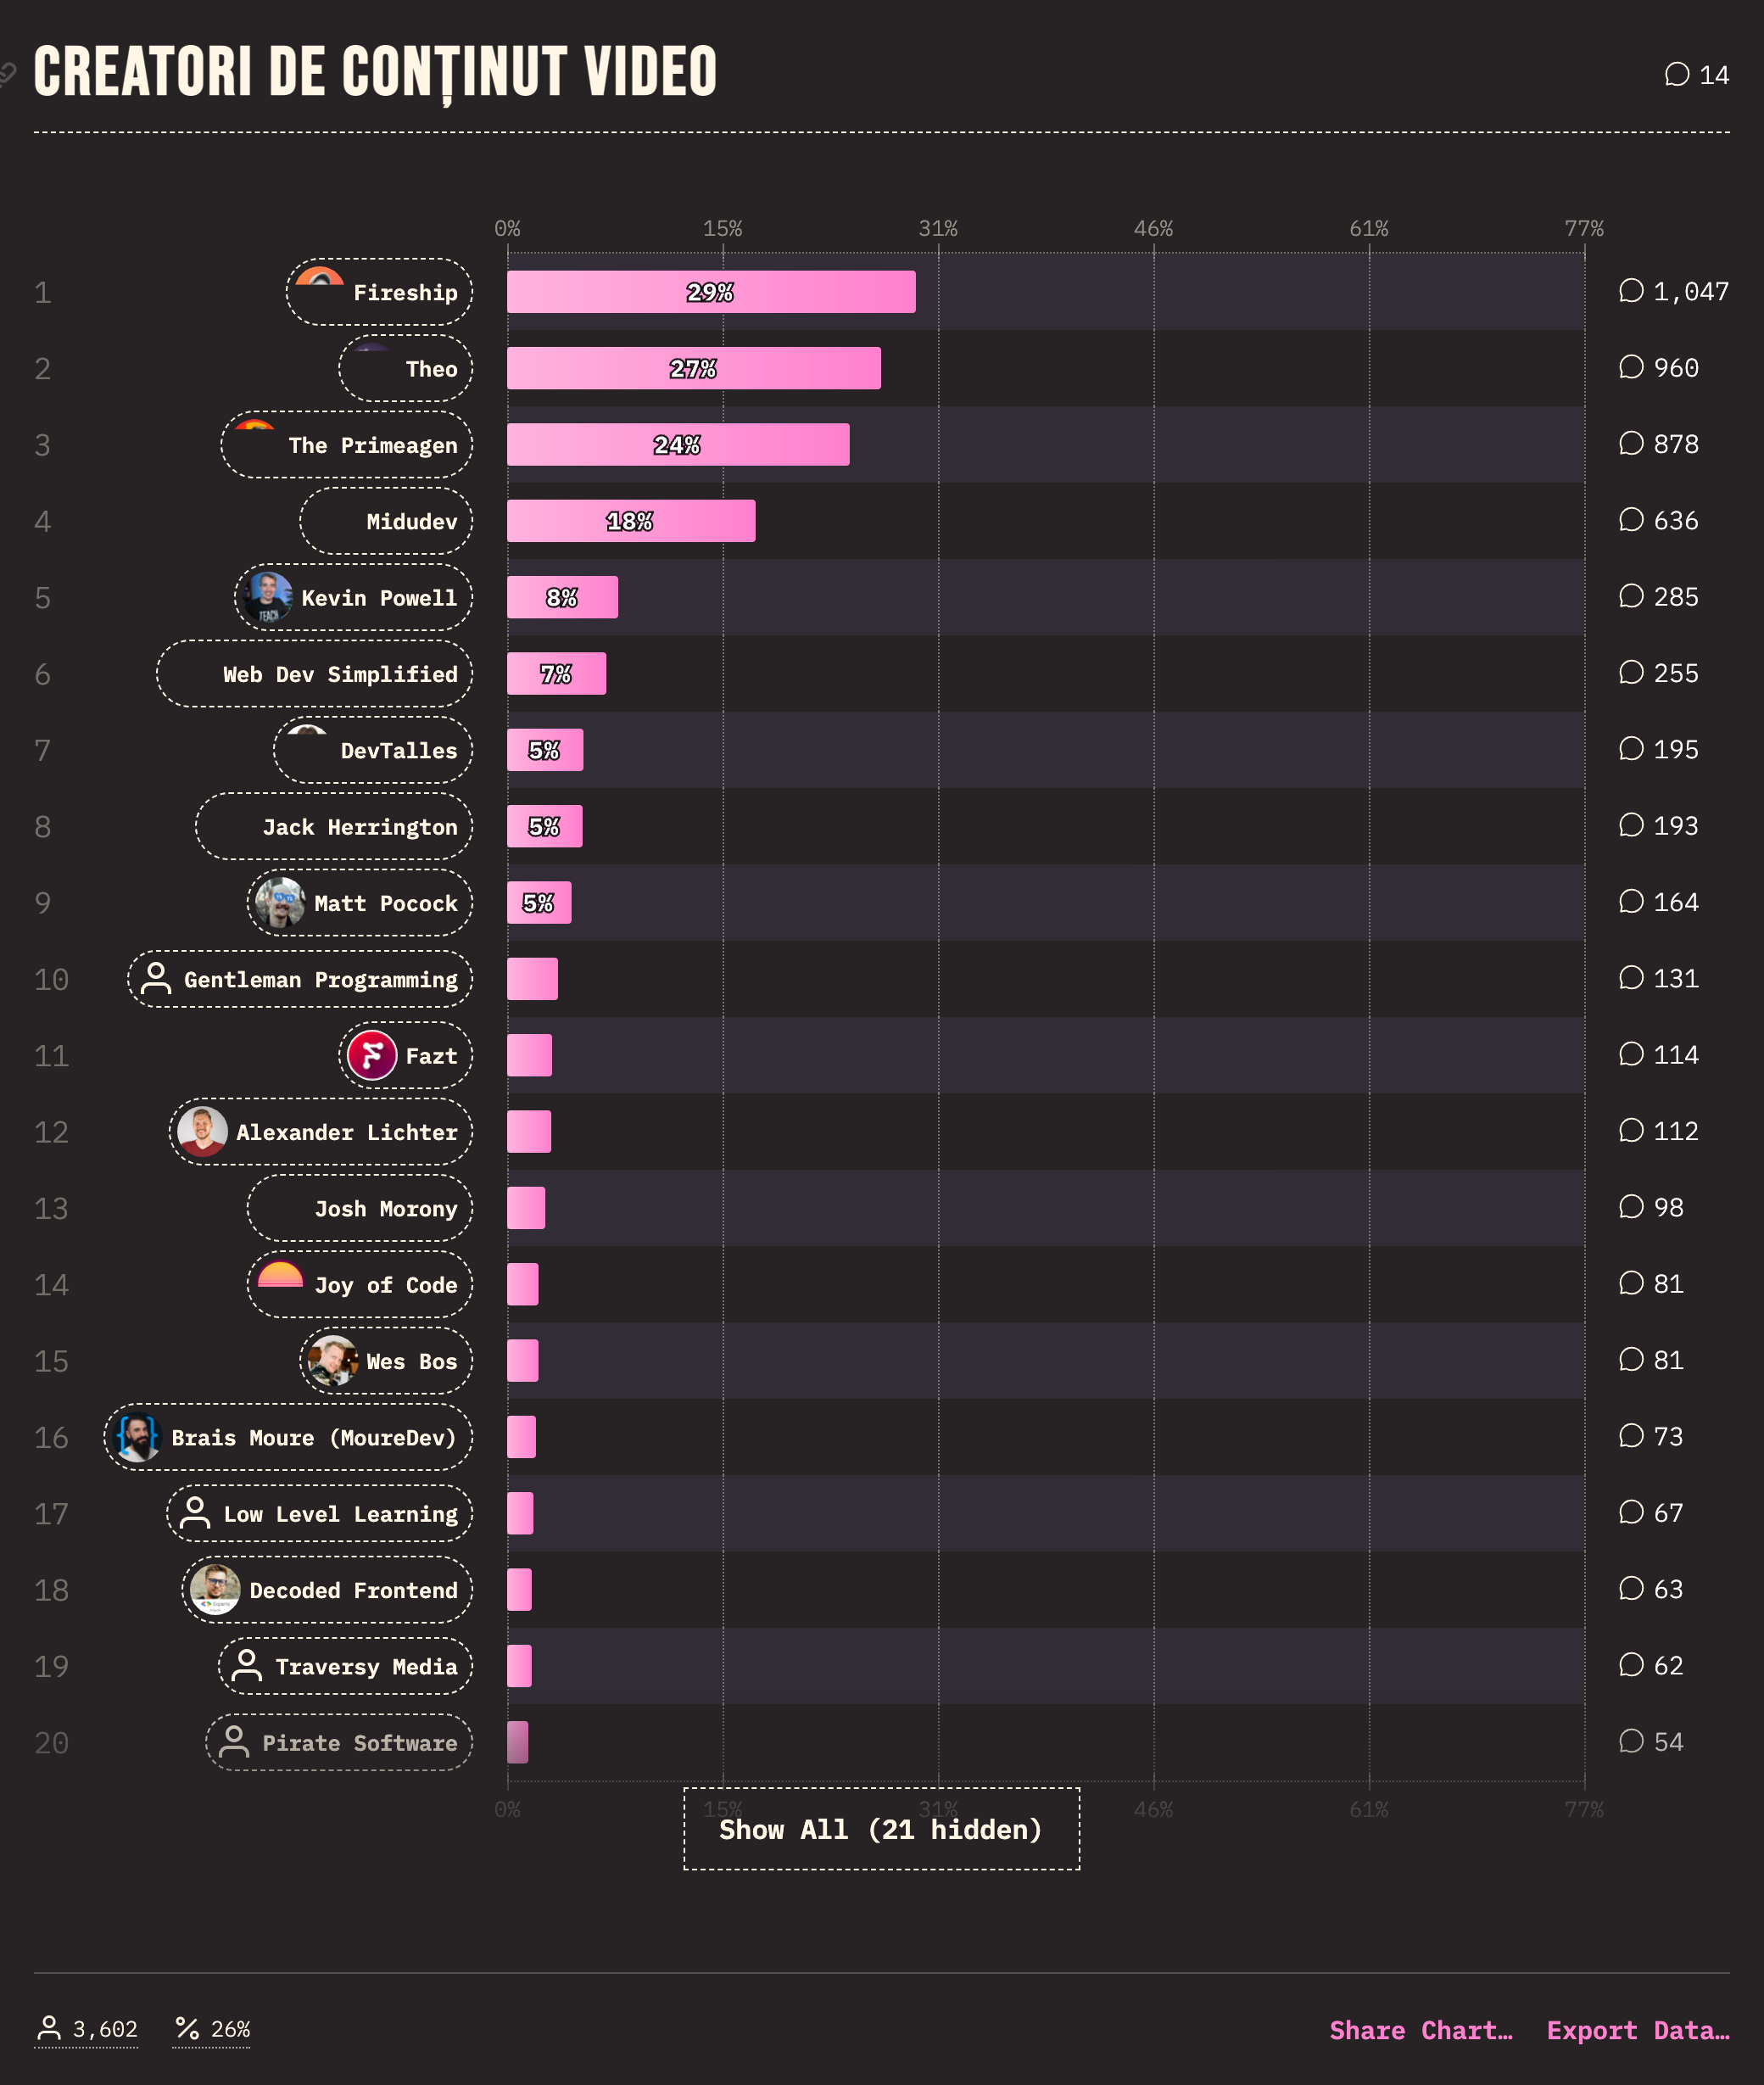 CREATORI DE CONȚINUT VIDEO 14
0% 15% 31% 46% 61% 77%
1 Fireship 29% 1,047
2 Theo 27% 960
3 The Primeagen 24% 878
4 Midudev 18% 636
5 Kevin Powell 8% 285
6 Web Dev Simplified 7% 255
7 DevTalles 5% 195
8 Jack Herrington 5% 193
9 Matt Pocock 5% 164
10 Gentleman Programming 131
11 Fazt 114
12 Alexander Lichter 112
13 Josh Morony 98
14 Joy of Code 81
15 Wes Bos 81
16 Brais Moure (MoureDev) 73
17 Low Level Learning 67
18 Decoded Frontend 63
19 Traversy Media 62
20 Pirate Software 54
0% 15% 31% 46% 61% 77%
Show All (21 hidden)
3,602 26% Share Chart… Export Data…